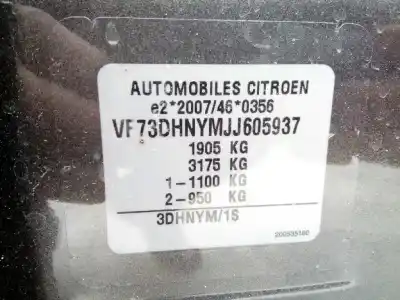 AUTOMOBILES CITROEN
e2*2007/46*0356
VF73DHNYMJJ605937
1905 KG
3175 KG
1-1100 KG
2-950 KG
3DHNYM/1S